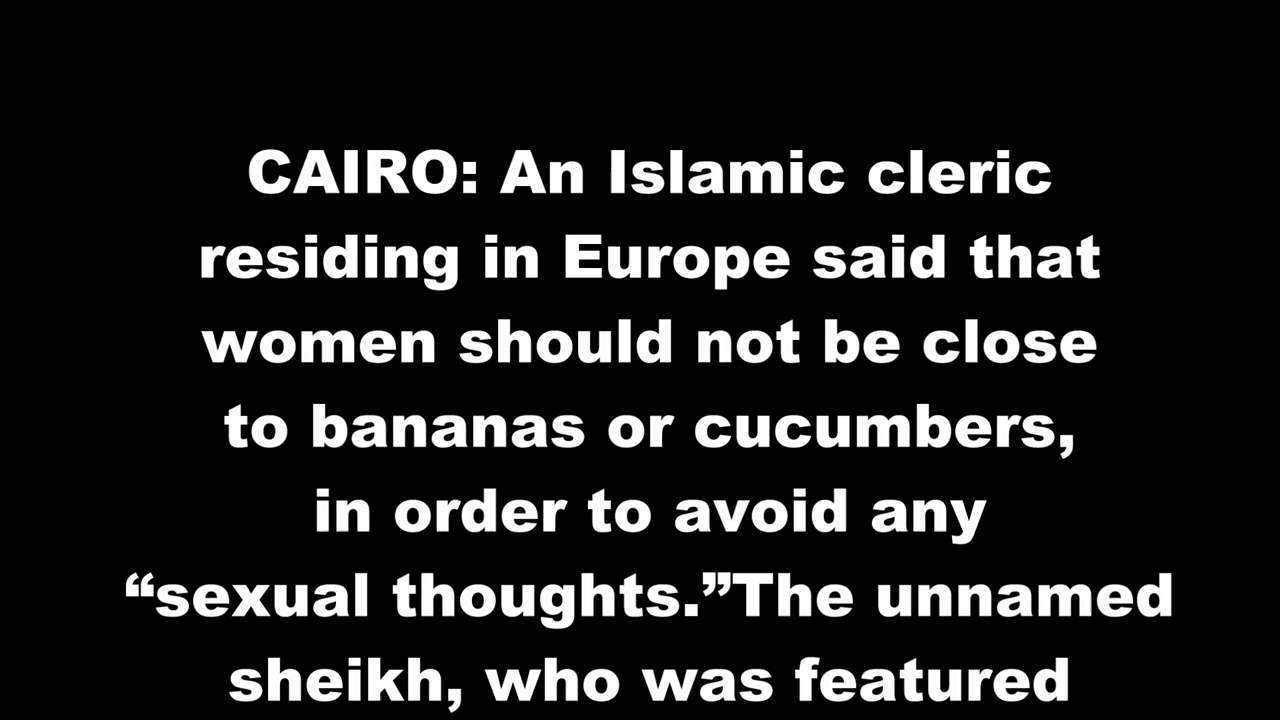 CAIRO: An Islamic cleric
residing in Europe said that
women should not be close
to bananas or cucumbers,
in order to avoid any
“sexual thoughts.”The unnamed
sheikh, who was featured